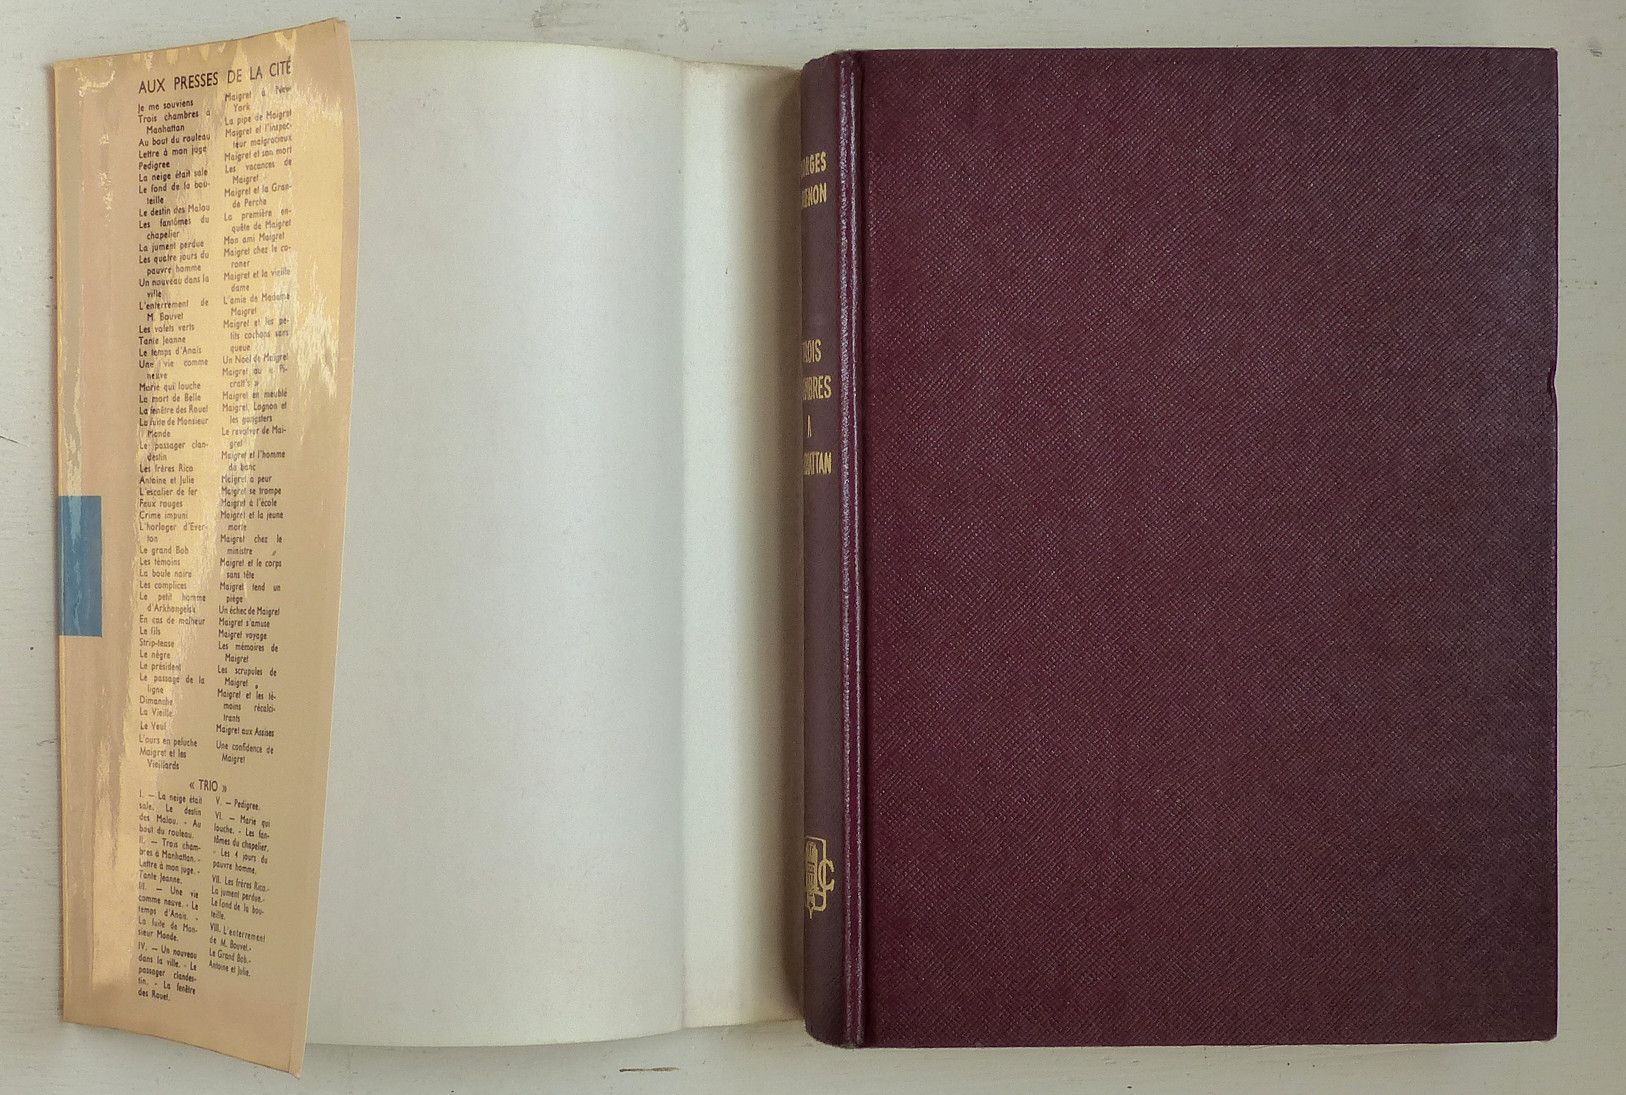 AUX PRESSES DE LA CITÉ
Je me souviens
Trois chambres à
Manhattan
Au bout du rouleau
Lettre à mon juge
Pedigree
La neige était sale
Le fond de la bou-
teille
Le destin des Malou
Les fantômes du
chapelier
La jument perdue
Les quatre jours du
pauvre homme
Un nouveau dans la
ville
L'enterrement de
M. Bouvet
Les volets verts
Tante Jeanne
Le temps d'Anaïs
Une vie comme
neuve
Marie qui louche
La mort de Belle
La fenêtre des Rouet
La fuite de Monsieur
Monde
Le passager clan-
destin
Les frères Rico
Antoine et Julie
L'escalier de fer
Feux rouges
Crime impuni
L'horloger d'Ever-
ton
Le grand Bob
Les témoins
La boule noire
Les complices
Le petit homme
d'Arkhangelsk
En cas de malheur
Le fils
Strip-tease
Le nègre
Le président
Le passage de la
ligne
Dimanche
La Vieille
Le Veuf
L'ours en peluche
Maigret et les
Vieillards
Maigret à New
York
La pipe de Maigret
Maigret et l'inspec-
teur malgracieux
Maigret et son mort
Les vacances de
Maigret
Maigret et la Gran-
de Perche
La première en-
quête de Maigret
Mon ami Maigret
Maigret chez le co-
roner
Maigret et la vieille
dame
L'amie de Madame
Maigret
Maigret et les pe-
tits cochons sans
queue
Un Noël de Maigret
Maigret au « Pi-
cratt's »
Maigret en meublé
Maigret, Lognon et
les gangsters
Le revolver de Mai-
gret
Maigret et l'homme
du banc
Maigret a peur
Maigret se trompe
Maigret à l'école
Maigret et la jeune
morte
Maigret chez le
ministre
Maigret et le corps
sans tête
Maigret tend un
piège
Un échec de Maigret
Maigret s'amuse
Maigret voyage
Les mémoires de
Maigret
Les scrupules de
Maigret
Maigret et les té-
moins récalci-
trants
Maigret aux Assises
Une confidence de
Maigret
« TRIO »
I. — La neige était
sale. Le destin
des Malou. - Au
bout du rouleau.
II. — Trois cham-
bres à Manhattan. -
Lettre à mon juge. -
Tante Jeanne.
III. — Une vie
comme neuve. - Le
temps d'Anaïs. -
La fuite de Mon-
sieur Monde.
IV. — Un nouveau
dans la ville. - Le
passager clandes-
tin. - La fenêtre
des Rouet.
V. — Pedigree.
VI. — Marie qui
louche. - Les fan-
tômes du chapelier.
- Les 4 jours du
pauvre homme.
VII. Les frères Rico.-
La jument perdue.-
Le fond de la bou-
teille.
VIII. L'enterrement
de M. Bouvet.-
Le Grand Bob.-
Antoine et Julie.
ORGES
ENON
ROIS
MBRES
A
HATTAN